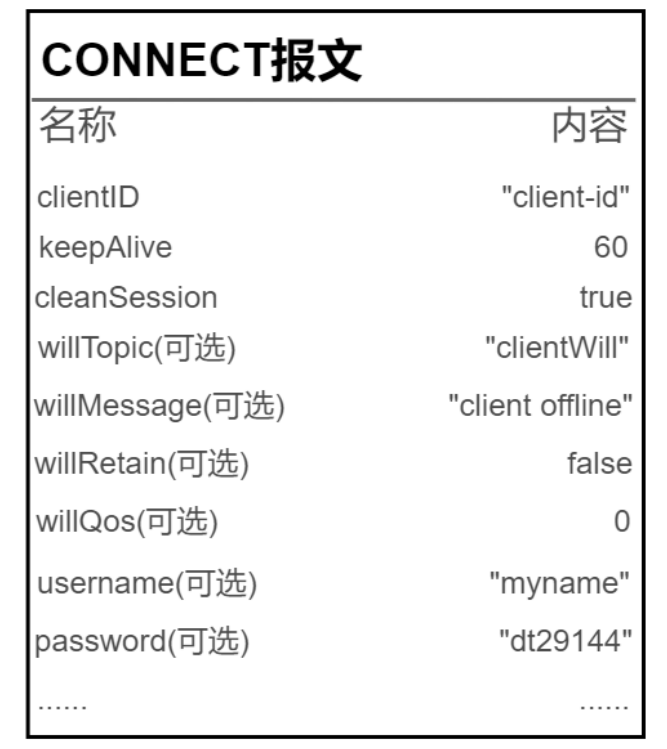 CONNECT报文
名称 内容
clientID "client-id"
keepAlive 60
cleanSession true
willTopic(可选) "clientWill"
willMessage(可选) "client offline"
willRetain(可选) false
willQos(可选) 0
username(可选) "myname"
password(可选) "dt29144"
...... ......